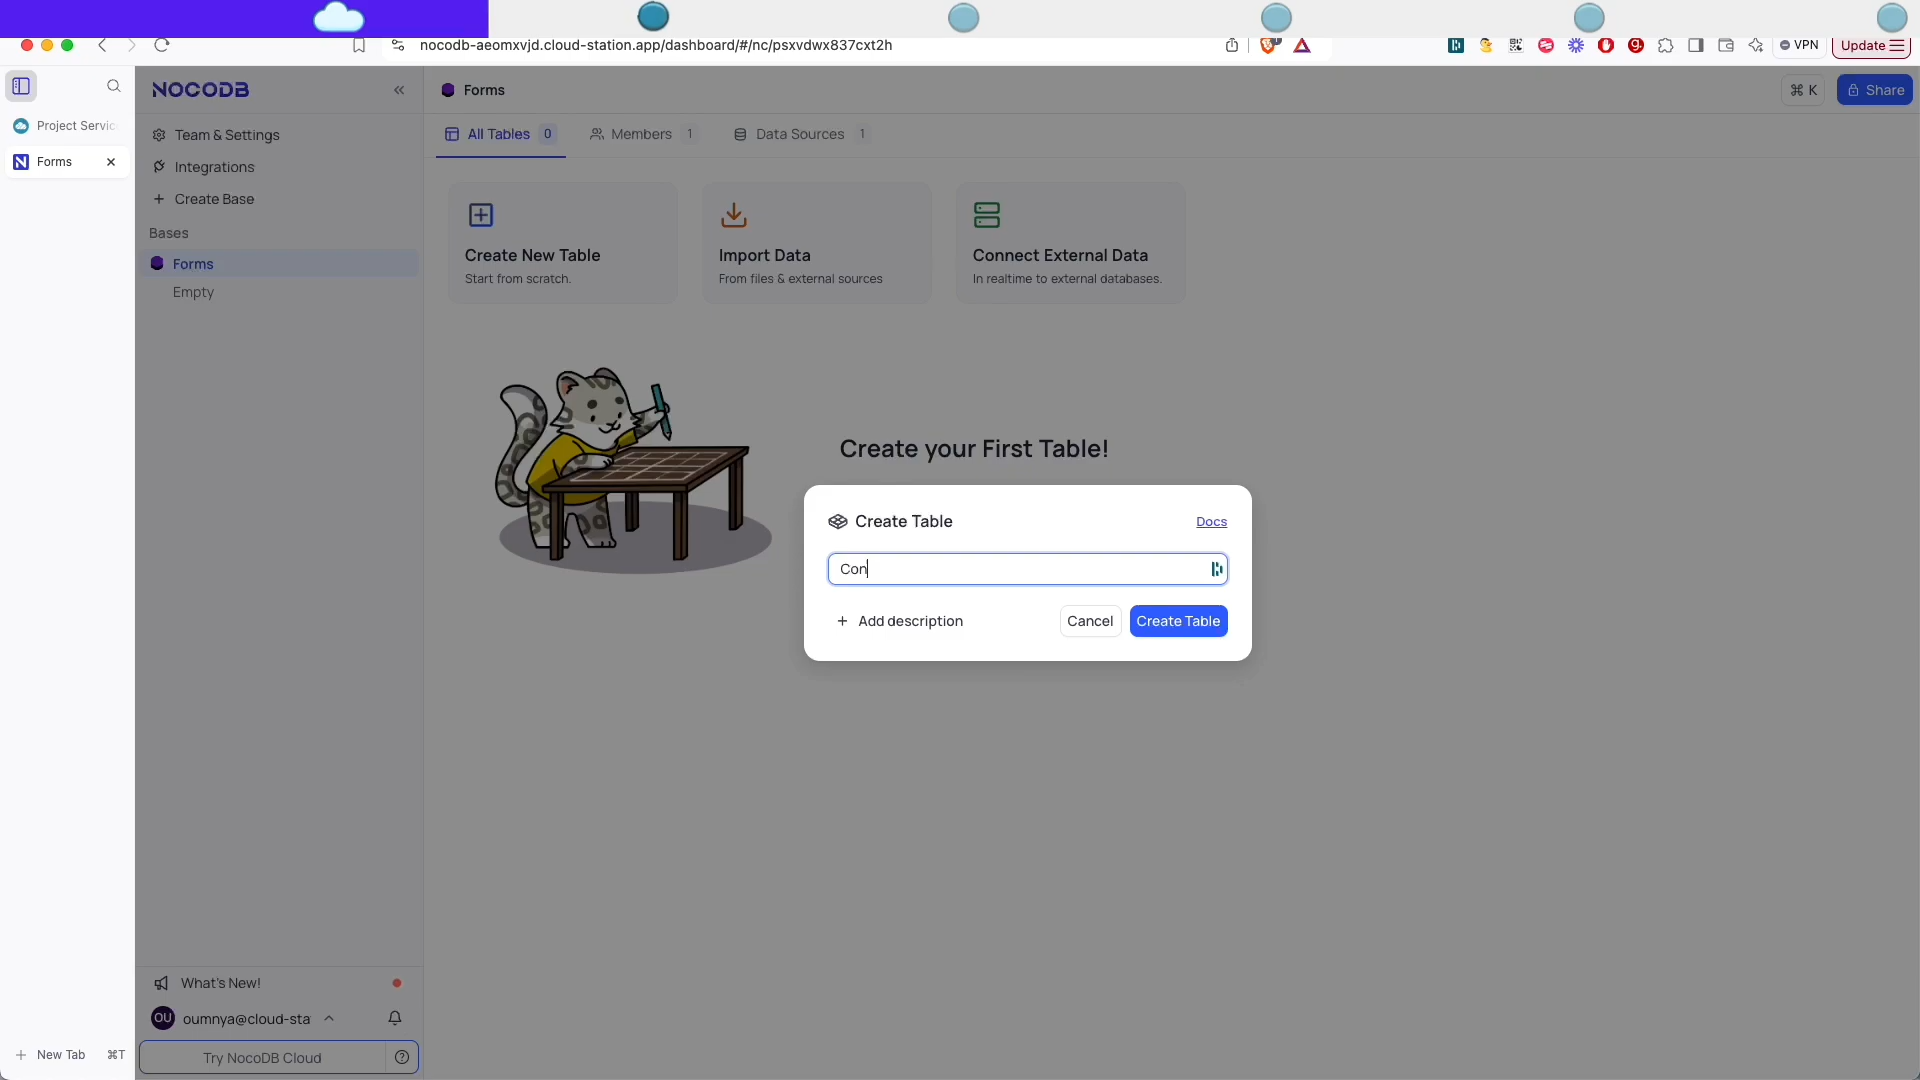 nocodb-aeomxvjd.cloud-station.app/dashboard/#/nc/psxvdwx837cxt2h
VPN
Update
Project Servic
Forms
NOCODB
Team & Settings
Integrations
Create Base
Bases
Forms
Empty
Forms
⌘ K
Share
All Tables 0
Members 1
Data Sources 1
Create New Table
Start from scratch.
Import Data
From files & external sources
Connect External Data
In realtime to external databases.
Create your First Table!
Create Table
Docs
Con
+ Add description
Cancel
Create Table
What's New!
OU
oumnya@cloud-sta
Try NocoDB Cloud
+ New Tab ⌘T